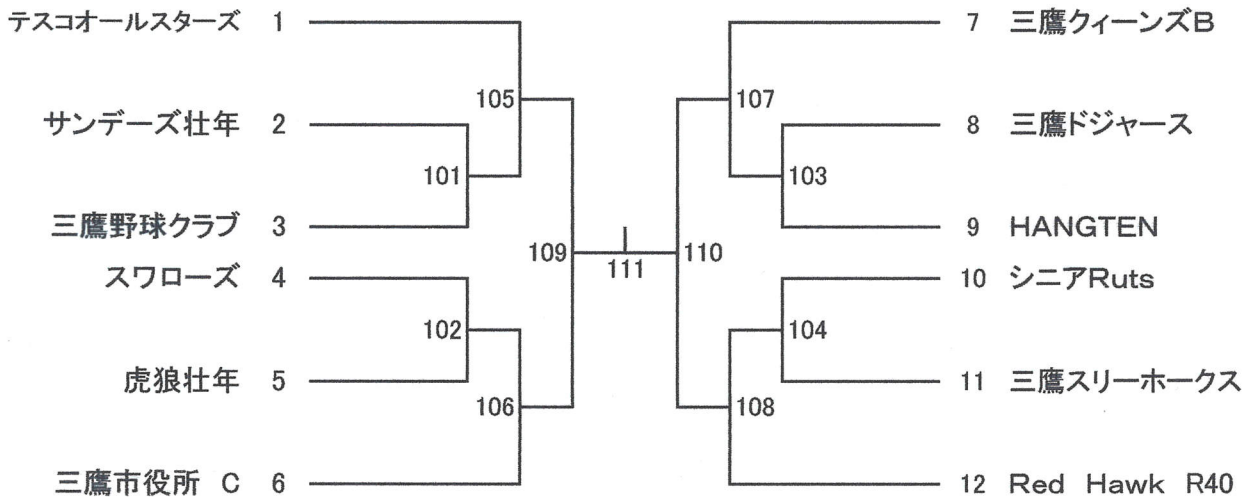 テスコオールスターズ 1
サンデーズ壮年 2
三鷹野球クラブ 3
スワローズ 4
虎狼壮年 5
三鷹市役所 C 6
101
102
105
106
109
111
110
107
108
103
104
7 三鷹クィーンズB
8 三鷹ドジャース
9 HANGTEN
10 シニアRuts
11 三鷹スリーホークス
12 Red Hawk R40